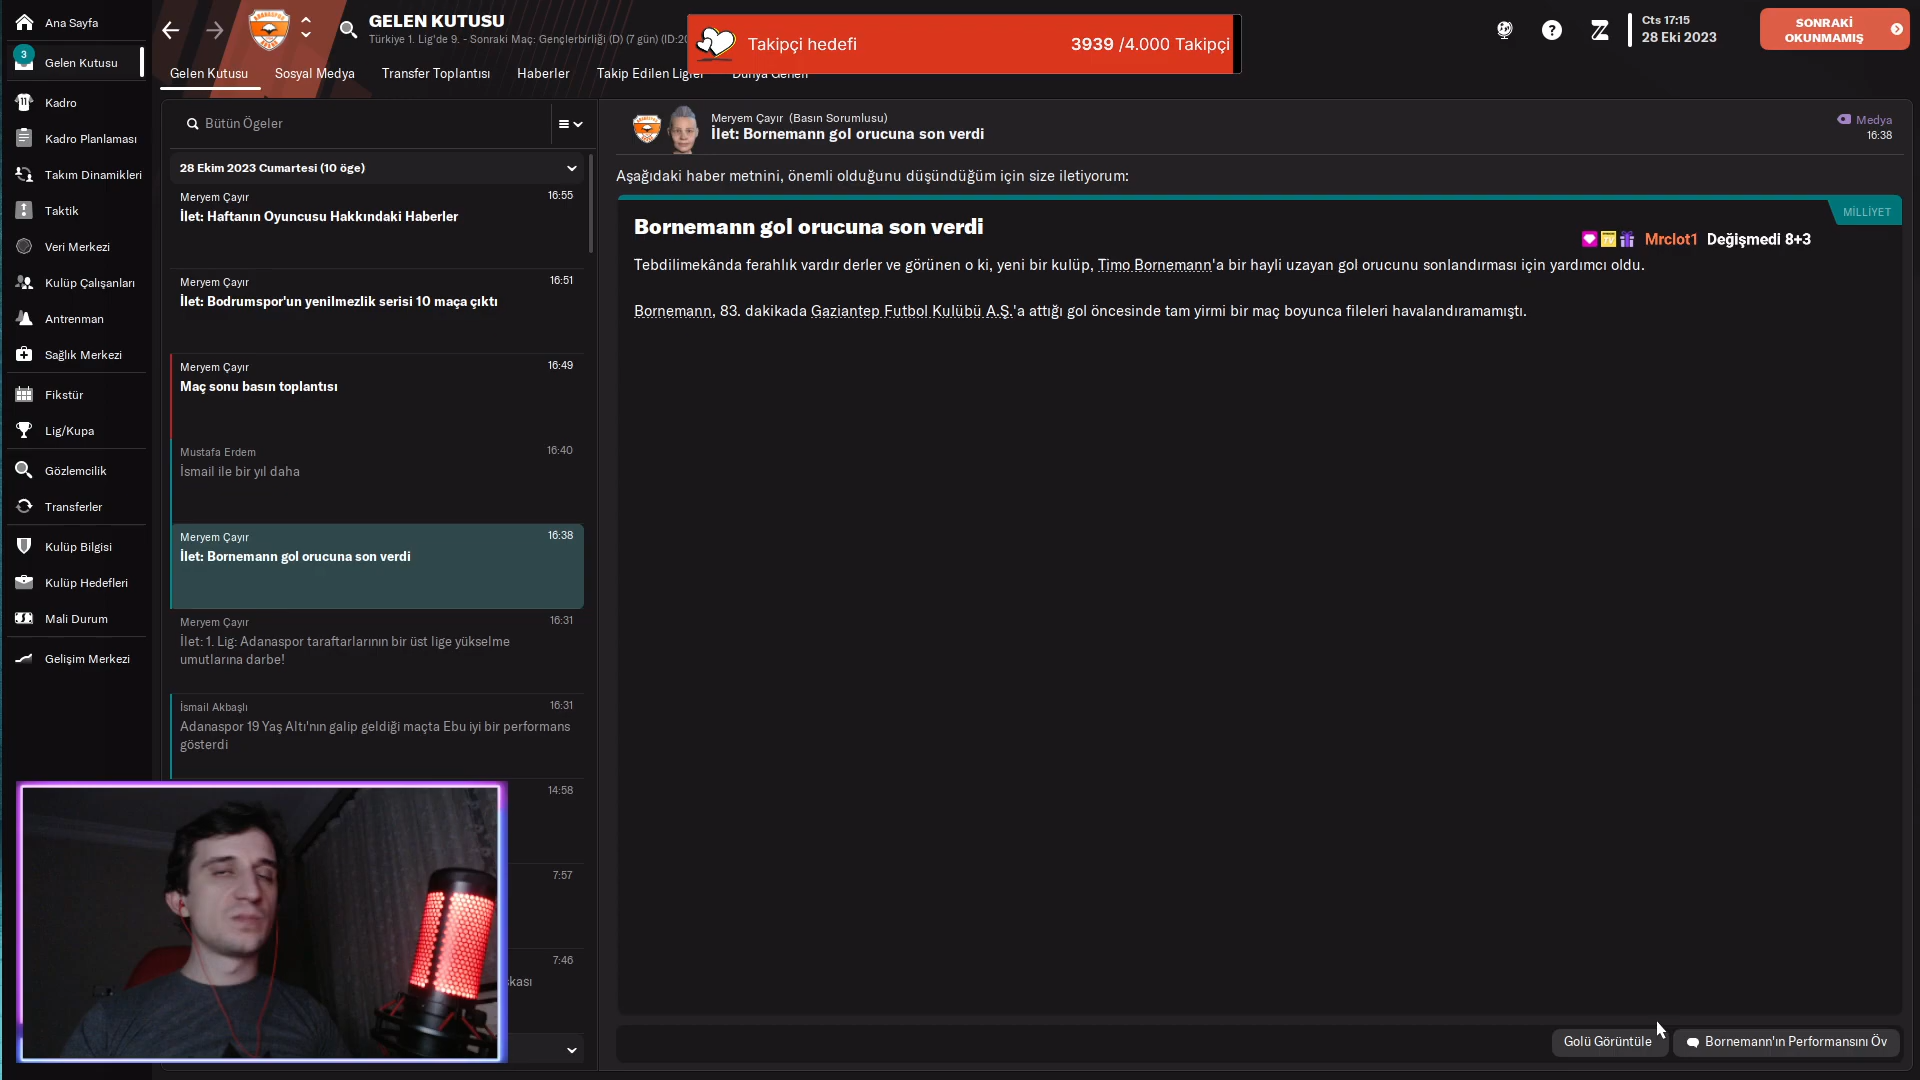 Ana Sayfa
3
Gelen Kutusu
Kadro
Kadro Planlaması
Takım Dinamikleri
Taktik
Veri Merkezi
Kulüp Çalışanları
Antrenman
Sağlık Merkezi
Fikstür
Lig/Kupa
Gözlemcilik
Transferler
Kulüp Bilgisi
Kulüp Hedefleri
Mali Durum
Gelişim Merkezi
GELEN KUTUSU
Türkiye 1. Lig'de 9. - Sonraki Maç: Gençlerbirliği (D) (7 gün) (ID:20
Takipçi hedefi
3939 /4.000 Takipçi
Cts 17:15
28 Eki 2023
SONRAKİ OKUNMAMIŞ
Gelen Kutusu
Sosyal Medya
Transfer Toplantısı
Haberler
Takip Edilen Ligler
Dünya Geneli
Bütün Ögeler
28 Ekim 2023 Cumartesi (10 öge)
Meryem Çayır 16:55
İlet: Haftanın Oyuncusu Hakkındaki Haberler
Meryem Çayır 16:51
İlet: Bodrumspor'un yenilmezlik serisi 10 maça çıktı
Meryem Çayır 16:49
Maç sonu basın toplantısı
Mustafa Erdem 16:40
İsmail ile bir yıl daha
Meryem Çayır 16:38
İlet: Bornemann gol orucuna son verdi
Meryem Çayır 16:31
İlet: 1. Lig: Adanaspor taraftarlarının bir üst lige yükselme
umutlarına darbe!
İsmail Akbaşlı 16:31
Adanaspor 19 Yaş Altı'nın galip geldiği maçta Ebu iyi bir performans
gösterdi
14:58
7:57
7:46
şkası
Meryem Çayır (Basın Sorumlusu)
İlet: Bornemann gol orucuna son verdi
Medya
16:38
Aşağıdaki haber metnini, önemli olduğunu düşündüğüm için size iletiyorum:
MİLLİYET
Bornemann gol orucuna son verdi
Mrclot1 Değişmedi 8+3
Tebdilimekânda ferahlık vardır derler ve görünen o ki, yeni bir kulüp, Timo Bornemann'a bir hayli uzayan gol orucunu sonlandırması için yardımcı oldu.
Bornemann, 83. dakikada Gaziantep Futbol Kulübü A.Ş.'a attığı gol öncesinde tam yirmi bir maç boyunca fileleri havalandıramamıştı.
Golü Görüntüle
Bornemann'ın Performansını Öv